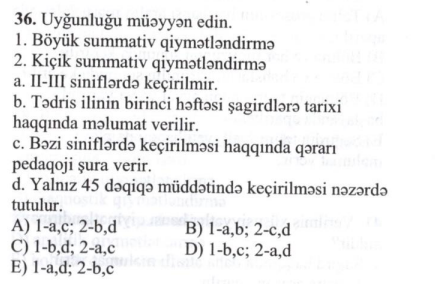 36. Uyğunluğu müəyyən edin.
1. Böyük summativ qiymətləndirmə
2. Kiçik summativ qiymətləndirmə
a. II-III siniflərdə keçirilmir.
b. Tədris ilinin birinci həftəsi şagirdlərə tarixi
haqqında məlumat verilir.
c. Bəzi siniflərdə keçirilməsi haqqında qərarı
pedaqoji şura verir.
d. Yalnız 45 dəqiqə müddətində keçirilməsi nəzərdə
tutulur.
A) 1-a,c; 2-b,d B) 1-a,b; 2-c,d
C) 1-b,d; 2-a,c D) 1-b,c; 2-a,d
E) 1-a,d; 2-b,c